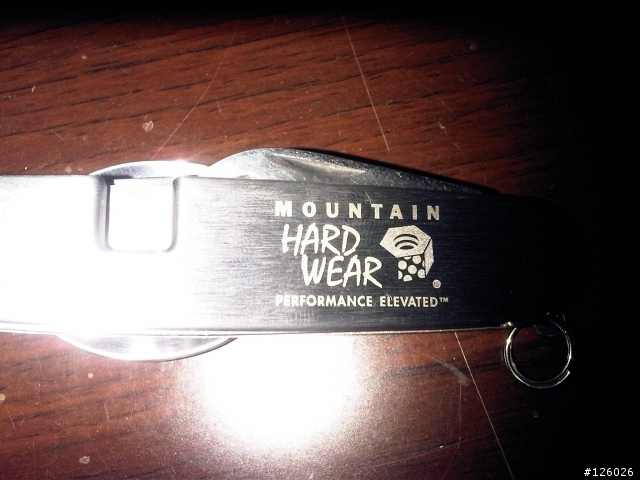 MOUNTAIN
HARD
WEAR®
PERFORMANCE ELEVATED™
#126026